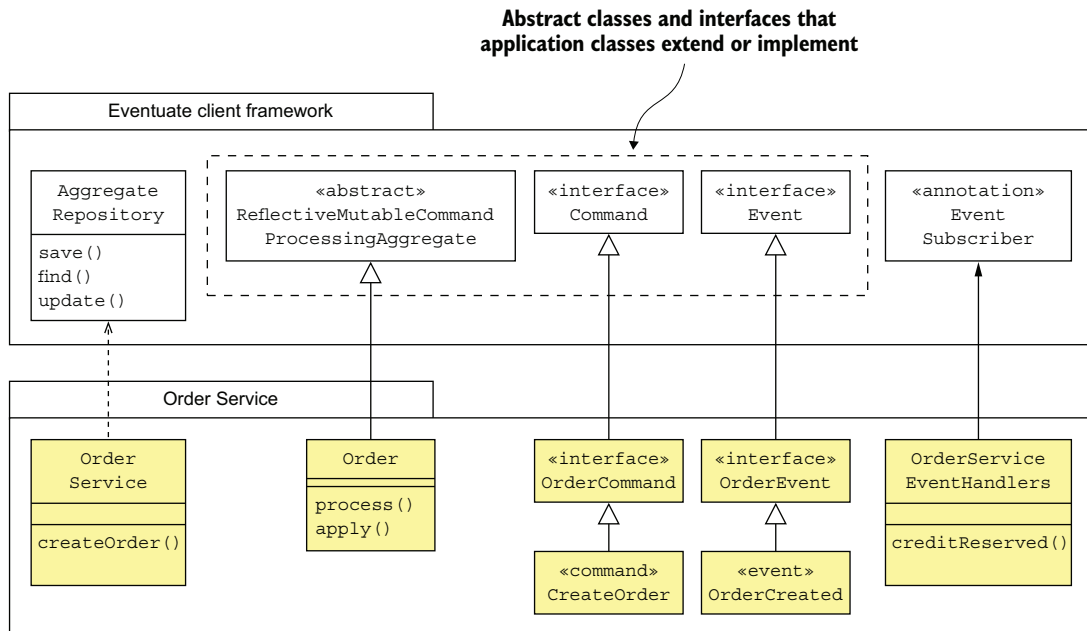 Abstract classes and interfaces that
application classes extend or implement
Eventuate client framework
Aggregate
Repository
save()
find()
update()
«abstract»
ReflectiveMutableCommand
ProcessingAggregate
«interface»
Command
«interface»
Event
«annotation»
Event
Subscriber
Order Service
Order
Service
createOrder()
Order
process()
apply()
«interface»
OrderCommand
«command»
CreateOrder
«interface»
OrderEvent
«event»
OrderCreated
OrderService
EventHandlers
creditReserved()